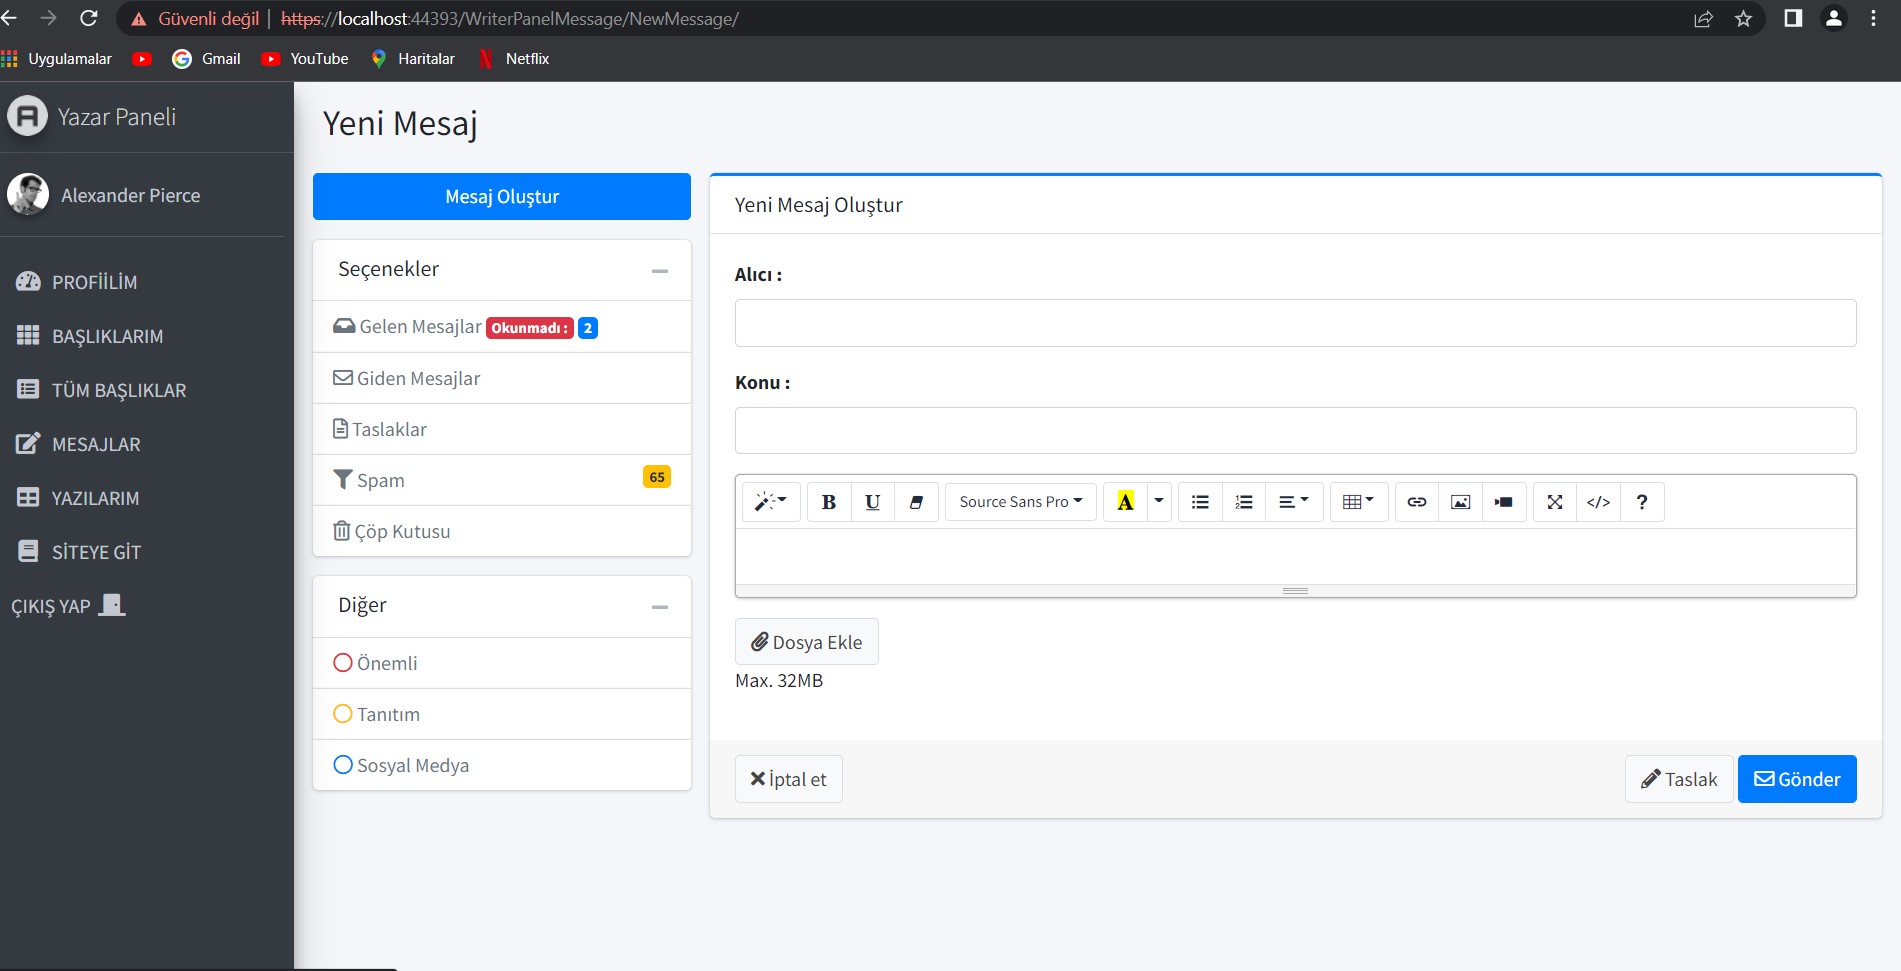 Güvenli değil | https://localhost:44393/WriterPanelMessage/NewMessage/
Uygulamalar Gmail YouTube Haritalar Netflix
A Yazar Paneli
Alexander Pierce
PROFİİLİM
BAŞLIKLARIM
TÜM BAŞLIKLAR
MESAJLAR
YAZILARIM
SİTEYE GİT
ÇIKIŞ YAP
Yeni Mesaj
Mesaj Oluştur
Seçenekler
Gelen Mesajlar Okunmadı : 2
Giden Mesajlar
Taslaklar
Spam 65
Çöp Kutusu
Diğer
Önemli
Tanıtım
Sosyal Medya
Yeni Mesaj Oluştur
Alıcı :
Konu :
B U Source Sans Pro A </> ?
Dosya Ekle
Max. 32MB
İptal et
Taslak Gönder